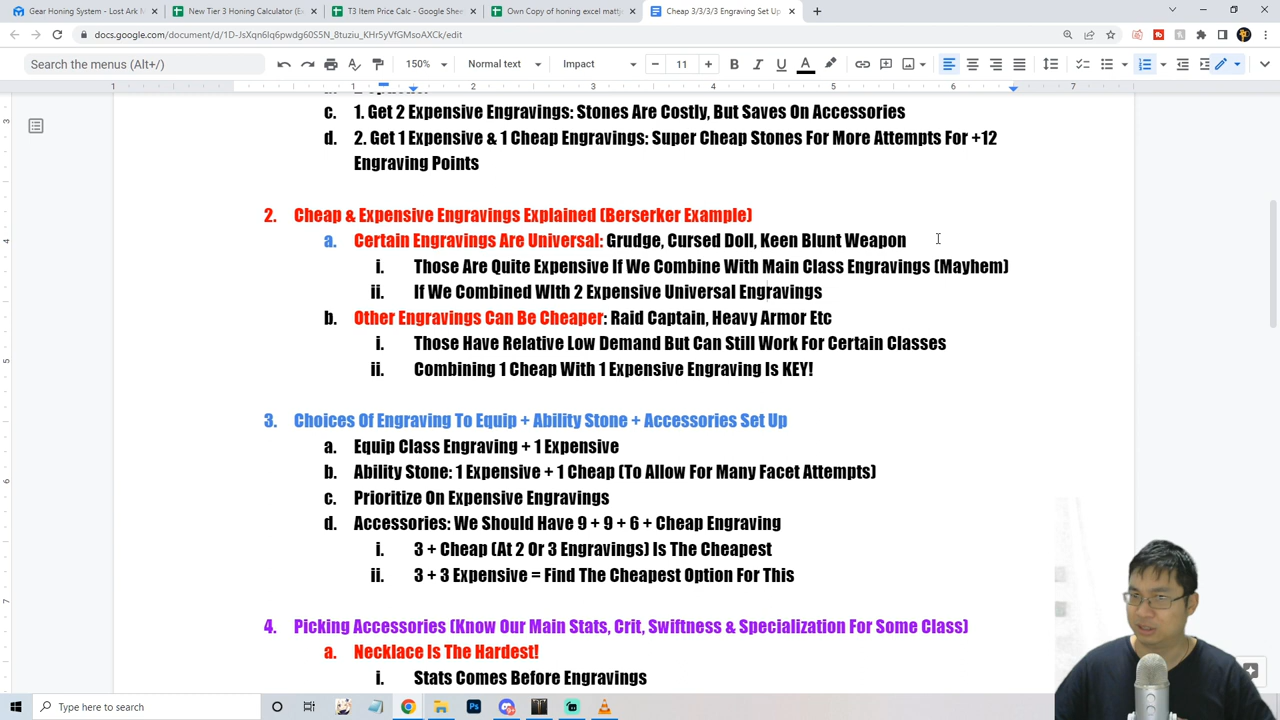 Gear Honing System - Lost Ark M
New Tier 3 Honing Calculator (E
T3 Item Price Calc - Google She
Own Copy of honing excel matt
Cheap 3/3/3/3 Engraving Set Up
Search the menus (Alt+/)
150%
Normal text
Impact
11
c. 1. Get 2 Expensive Engravings: Stones Are Costly, But Saves On Accessories
d. 2. Get 1 Expensive & 1 Cheap Engravings: Super Cheap Stones For More Attempts For +12
Engraving Points
2. Cheap & Expensive Engravings Explained (Berserker Example)
a. Certain Engravings Are Universal: Grudge, Cursed Doll, Keen Blunt Weapon
i. Those Are Quite Expensive If We Combine With Main Class Engravings (Mayhem)
ii. If We Combined WIth 2 Expensive Universal Engravings
b. Other Engravings Can Be Cheaper: Raid Captain, Heavy Armor Etc
i. Those Have Relative Low Demand But Can Still Work For Certain Classes
ii. Combining 1 Cheap With 1 Expensive Engraving Is KEY!
3. Choices Of Engraving To Equip + Ability Stone + Accessories Set Up
a. Equip Class Engraving + 1 Expensive
b. Ability Stone: 1 Expensive + 1 Cheap (To Allow For Many Facet Attempts)
c. Prioritize On Expensive Engravings
d. Accessories: We Should Have 9 + 9 + 6 + Cheap Engraving
i. 3 + Cheap (At 2 Or 3 Engravings) Is The Cheapest
ii. 3 + 3 Expensive = Find The Cheapest Option For This
4. Picking Accessories (Know Our Main Stats, Crit, Swiftness & Specialization For Some Class)
a. Necklace Is The Hardest!
i. Stats Comes Before Engravings
Type here to search